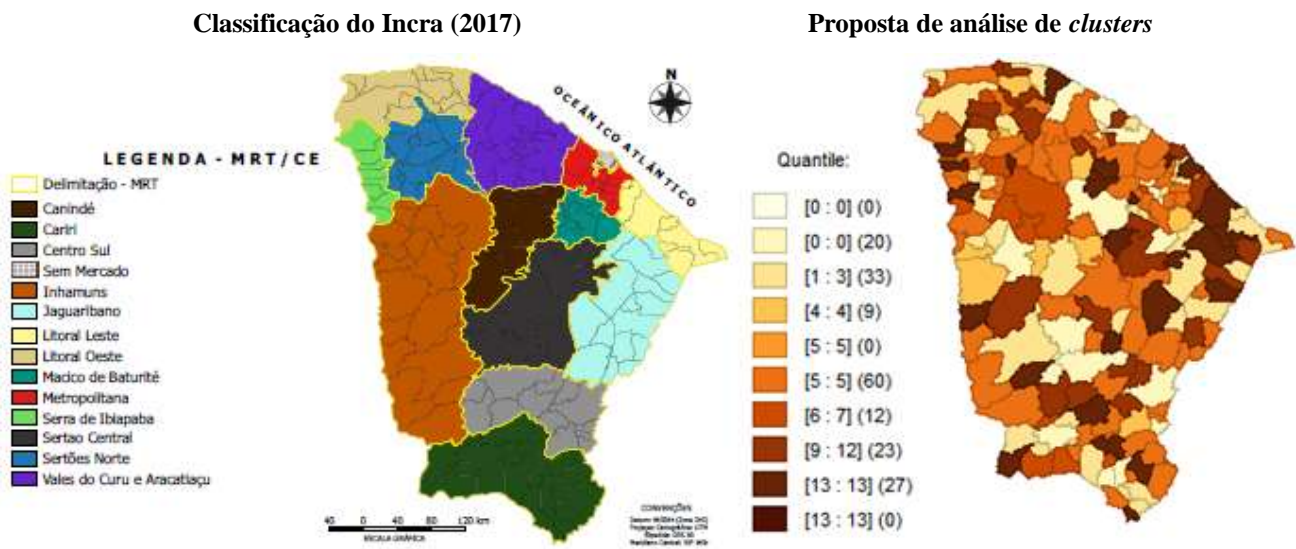 Classificação do Incra (2017)
Proposta de análise de clusters
N
OCEÂNICO ATLÂNTICO
LEGENDA - MRT/CE
Delimitação - MRT
Canindé
Cariri
Centro Sul
Sem Mercado
Inhamuns
Jaguaribano
Litoral Leste
Litoral Oeste
Macico de Baturité
Metropolitana
Serra de Ibiapaba
Sertao Central
Sertões Norte
Vales do Curu e Aracatiaçu
40 0 40 80 120 km
ESCALA GRÁFICA
CONVENÇÕES
Quantile:
[0 : 0] (0)
[0 : 0] (20)
[1 : 3] (33)
[4 : 4] (9)
[5 : 5] (0)
[5 : 5] (60)
[6 : 7] (12)
[9 : 12] (23)
[13 : 13] (27)
[13 : 13] (0)